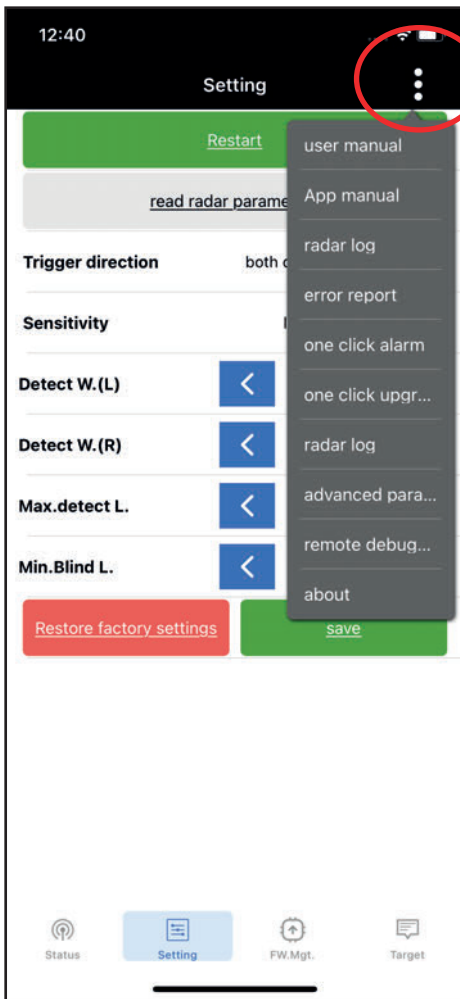 12:40
Setting
Restart
user manual
read radar parame
App manual
radar log
Trigger direction
both
error report
Sensitivity
one click alarm
Detect W.(L)
one click upgr...
Detect W.(R)
radar log
Max.detect L.
advanced para...
remote debug...
Min.Blind L.
about
Restore factory settings
save
Status
Setting
FW.Mgt.
Target